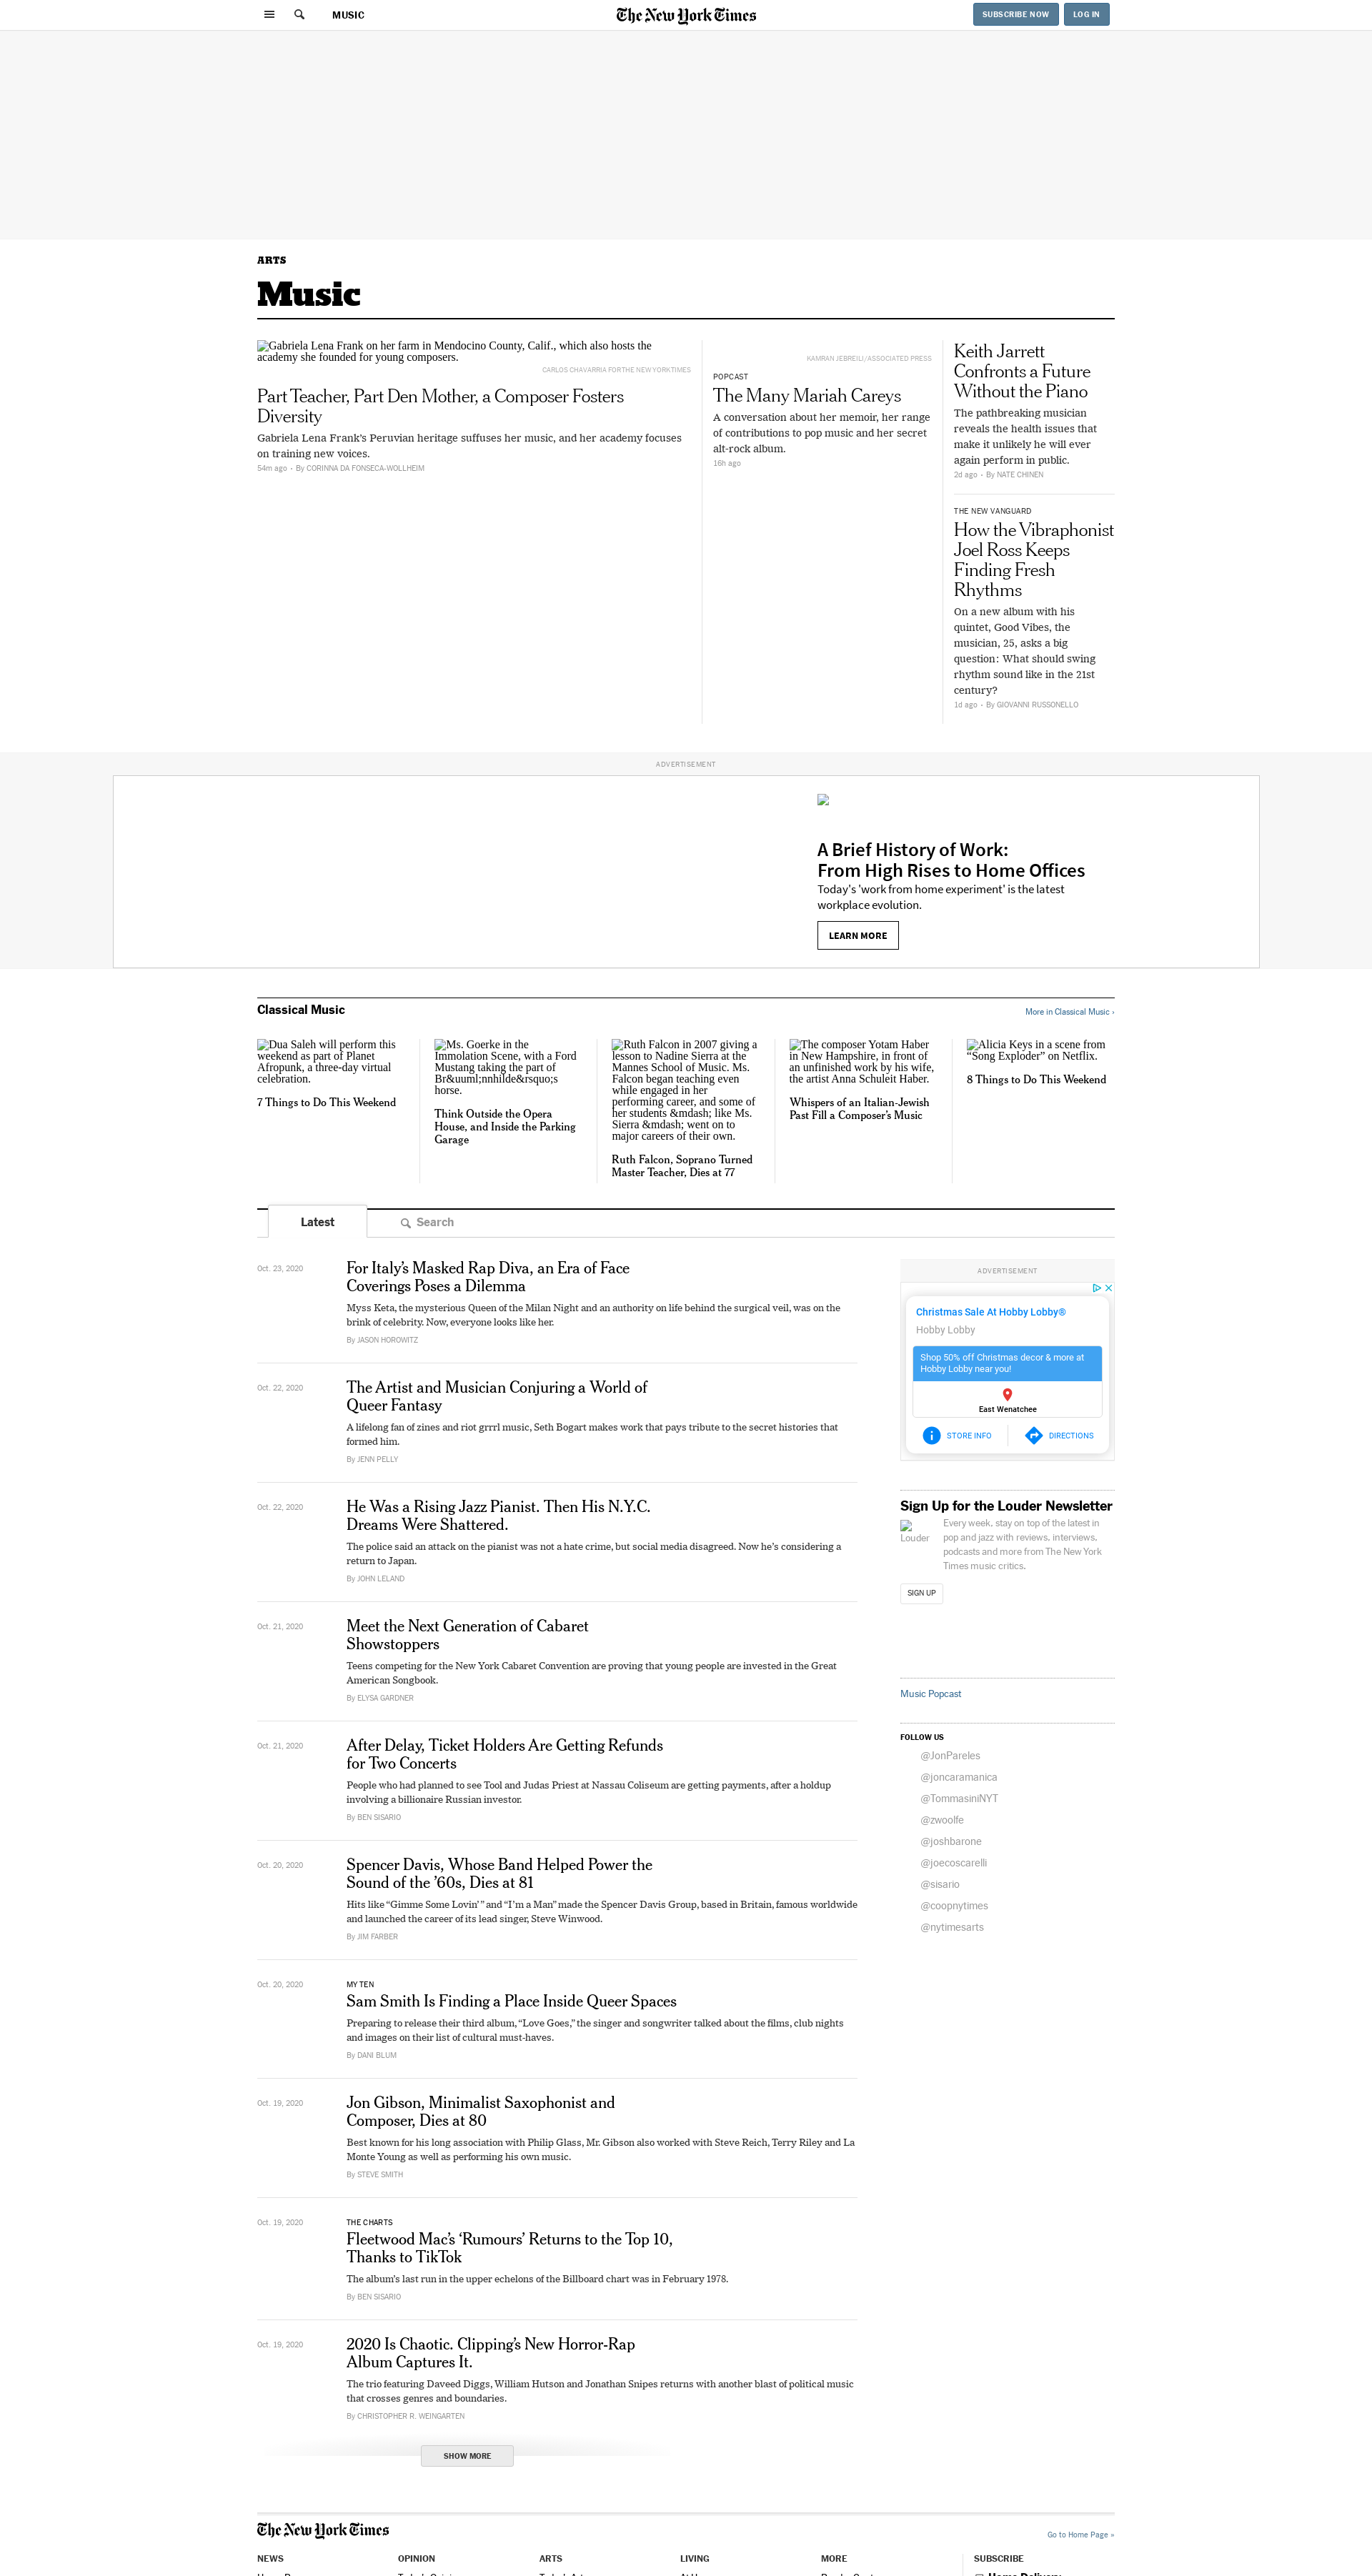 MUSIC
The New York Times
SUBSCRIBE NOW
LOG IN
ARTS
Music
Gabriela Lena Frank on her farm in Mendocino County, Calif., which also hosts the
academy she founded for young composers.
CARLOS CHAVARRIA FOR THE NEW YORK TIMES
Part Teacher, Part Den Mother, a Composer Fosters
Diversity
Gabriela Lena Frank's Peruvian heritage suffuses her music, and her academy focuses
on training new voices.
54m ago • By CORINNA DA FONSECA-WOLLHEIM
KAMRAN JEBREILI/ASSOCIATED PRESS
POPCAST
The Many Mariah Careys
A conversation about her memoir, her range
of contributions to pop music and her secret
alt-rock album.
16h ago
Keith Jarrett
Confronts a Future
Without the Piano
The pathbreaking musician
reveals the health issues that
make it unlikely he will ever
again perform in public.
2d ago • By NATE CHINEN
THE NEW VANGUARD
How the Vibraphonist
Joel Ross Keeps
Finding Fresh
Rhythms
On a new album with his
quintet, Good Vibes, the
musician, 25, asks a big
question: What should swing
rhythm sound like in the 21st
century?
1d ago • By GIOVANNI RUSSONELLO
ADVERTISEMENT
A Brief History of Work:
From High Rises to Home Offices
Today's 'work from home experiment' is the latest
workplace evolution.
LEARN MORE
Classical Music
More in Classical Music ›
Dua Saleh will perform this
weekend as part of Planet
Afropunk, a three-day virtual
celebration.
7 Things to Do This Weekend
Ms. Goerke in the
Immolation Scene, with a Ford
Mustang taking the part of
Br&uuml;nnhilde&rsquo;s
horse.
Think Outside the Opera
House, and Inside the Parking
Garage
Ruth Falcon in 2007 giving a
lesson to Nadine Sierra at the
Mannes School of Music. Ms.
Falcon began teaching even
while engaged in her
performing career, and some of
her students &mdash; like Ms.
Sierra &mdash; went on to
major careers of their own.
Ruth Falcon, Soprano Turned
Master Teacher, Dies at 77
The composer Yotam Haber
in New Hampshire, in front of
an unfinished work by his wife,
the artist Anna Schuleit Haber.
Whispers of an Italian-Jewish
Past Fill a Composer's Music
Alicia Keys in a scene from
“Song Exploder” on Netflix.
8 Things to Do This Weekend
Latest
Search
Oct. 23, 2020
For Italy's Masked Rap Diva, an Era of Face
Coverings Poses a Dilemma
Myss Keta, the mysterious Queen of the Milan Night and an authority on life behind the surgical veil, was on the
brink of celebrity. Now, everyone looks like her.
By JASON HOROWITZ
Oct. 22, 2020
The Artist and Musician Conjuring a World of
Queer Fantasy
A lifelong fan of zines and riot grrrl music, Seth Bogart makes work that pays tribute to the secret histories that
formed him.
By JENN PELLY
Oct. 22, 2020
He Was a Rising Jazz Pianist. Then His N.Y.C.
Dreams Were Shattered.
The police said an attack on the pianist was not a hate crime, but social media disagreed. Now he's considering a
return to Japan.
By JOHN LELAND
Oct. 21, 2020
Meet the Next Generation of Cabaret
Showstoppers
Teens competing for the New York Cabaret Convention are proving that young people are invested in the Great
American Songbook.
By ELYSA GARDNER
Oct. 21, 2020
After Delay, Ticket Holders Are Getting Refunds
for Two Concerts
People who had planned to see Tool and Judas Priest at Nassau Coliseum are getting payments, after a holdup
involving a billionaire Russian investor.
By BEN SISARIO
Oct. 20, 2020
Spencer Davis, Whose Band Helped Power the
Sound of the '60s, Dies at 81
Hits like “Gimme Some Lovin' ” and “I'm a Man” made the Spencer Davis Group, based in Britain, famous worldwide
and launched the career of its lead singer, Steve Winwood.
By JIM FARBER
Oct. 20, 2020
MY TEN
Sam Smith Is Finding a Place Inside Queer Spaces
Preparing to release their third album, “Love Goes,” the singer and songwriter talked about the films, club nights
and images on their list of cultural must-haves.
By DANI BLUM
Oct. 19, 2020
Jon Gibson, Minimalist Saxophonist and
Composer, Dies at 80
Best known for his long association with Philip Glass, Mr. Gibson also worked with Steve Reich, Terry Riley and La
Monte Young as well as performing his own music.
By STEVE SMITH
Oct. 19, 2020
THE CHARTS
Fleetwood Mac's ‘Rumours’ Returns to the Top 10,
Thanks to TikTok
The album's last run in the upper echelons of the Billboard chart was in February 1978.
By BEN SISARIO
Oct. 19, 2020
2020 Is Chaotic. Clipping's New Horror-Rap
Album Captures It.
The trio featuring Daveed Diggs, William Hutson and Jonathan Snipes returns with another blast of political music
that crosses genres and boundaries.
By CHRISTOPHER R. WEINGARTEN
SHOW MORE
ADVERTISEMENT
Christmas Sale At Hobby Lobby®
Hobby Lobby
Shop 50% off Christmas decor & more at
Hobby Lobby near you!
East Wenatchee
STORE INFO
DIRECTIONS
Sign Up for the Louder Newsletter
Louder
Every week, stay on top of the latest in
pop and jazz with reviews, interviews,
podcasts and more from The New York
Times music critics.
SIGN UP
Music Popcast
FOLLOW US
@JonPareles
@joncaramanica
@TommasiniNYT
@zwoolfe
@joshbarone
@joecoscarelli
@sisario
@coopnytimes
@nytimesarts
The New York Times
Go to Home Page »
NEWS
OPINION
ARTS
LIVING
MORE
SUBSCRIBE